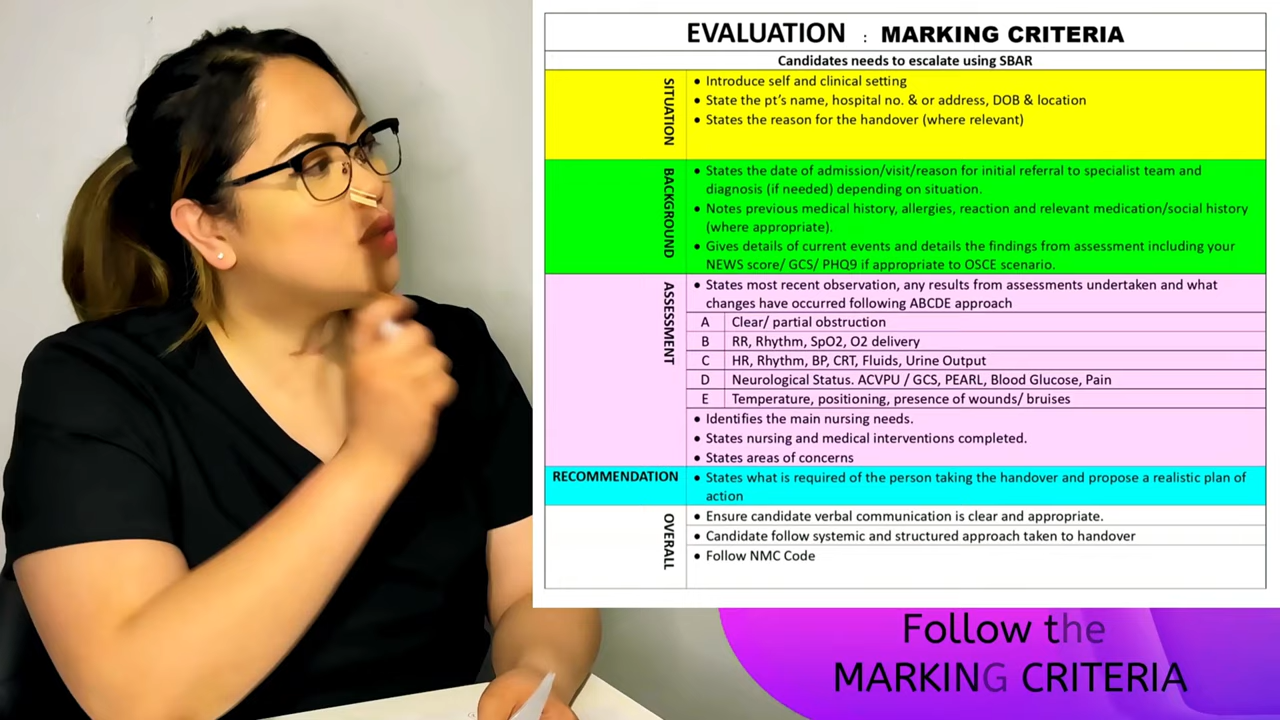 EVALUATION : MARKING CRITERIA
Candidates needs to escalate using SBAR
SITUATION
• Introduce self and clinical setting
• State the pt's name, hospital no. & or address, DOB & location
• States the reason for the handover (where relevant)
BACKGROUND
• States the date of admission/visit/reason for initial referral to specialist team and
diagnosis (if needed) depending on situation.
• Notes previous medical history, allergies, reaction and relevant medication/social history
(where appropriate).
• Gives details of current events and details the findings from assessment including your
NEWS score/ GCS/ PHQ9 if appropriate to OSCE scenario.
ASSESSMENT
• States most recent observation, any results from assessments undertaken and what
changes have occurred following ABCDE approach
A Clear/ partial obstruction
B RR, Rhythm, SpO2, O2 delivery
C HR, Rhythm, BP, CRT, Fluids, Urine Output
D Neurological Status. ACVPU / GCS, PEARL, Blood Glucose, Pain
E Temperature, positioning, presence of wounds/ bruises
• Identifies the main nursing needs.
• States nursing and medical interventions completed.
• States areas of concerns
RECOMMENDATION
• States what is required of the person taking the handover and propose a realistic plan of
action
OVERALL
• Ensure candidate verbal communication is clear and appropriate.
• Candidate follow systemic and structured approach taken to handover
• Follow NMC Code
Follow the
MARKING CRITERIA